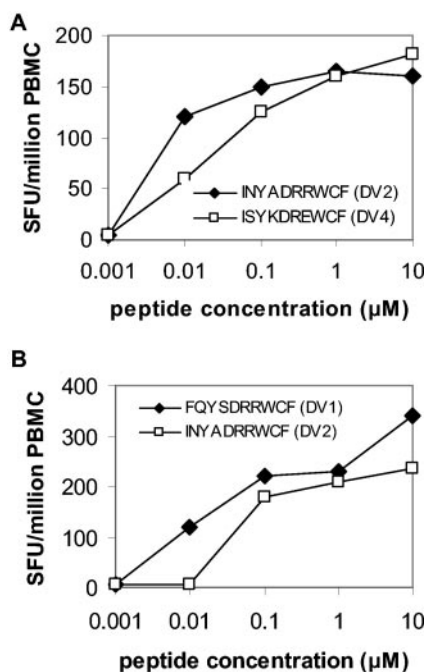 A
200
150
100
50
0
SFU/million PBMC
INYADRRWCF (DV2)
ISYKDREWCF (DV4)
0.001 0.01 0.1 1 10
peptide concentration (µM)
B
400
300
200
100
0
SFU/million PBMC
FQYSDRRWCF (DV1)
INYADRRWCF (DV2)
0.001 0.01 0.1 1 10
peptide concentration (µM)